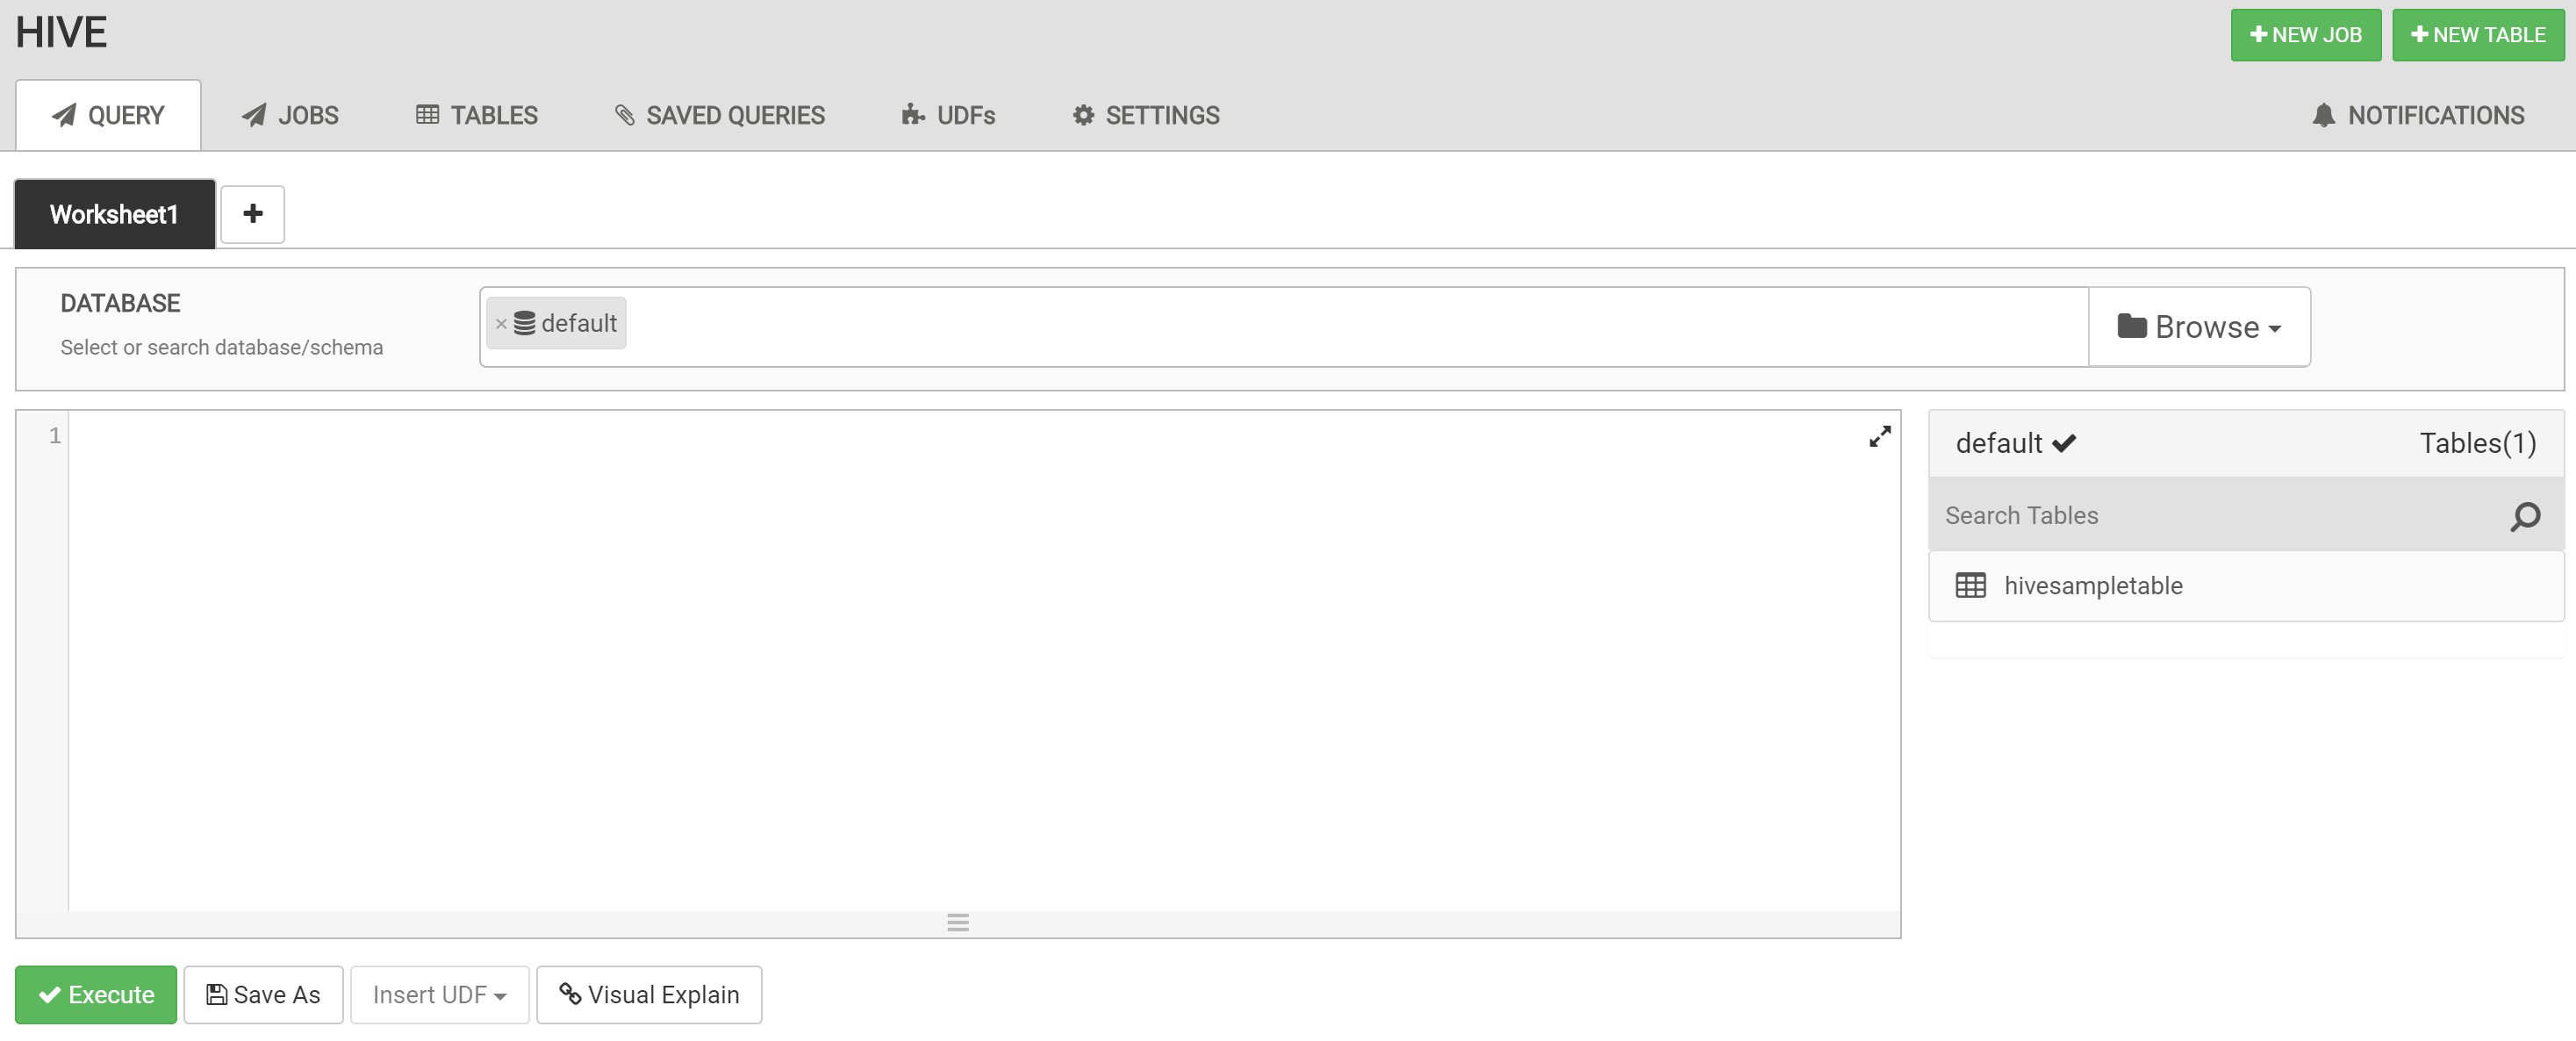 HIVE
NEW JOB
NEW TABLE
QUERY
JOBS
TABLES
SAVED QUERIES
UDFs
SETTINGS
NOTIFICATIONS
Worksheet1
DATABASE
Select or search database/schema
× default
Browse
1
default
Tables(1)
Search Tables
hivesampletable
Execute
Save As
Insert UDF
Visual Explain